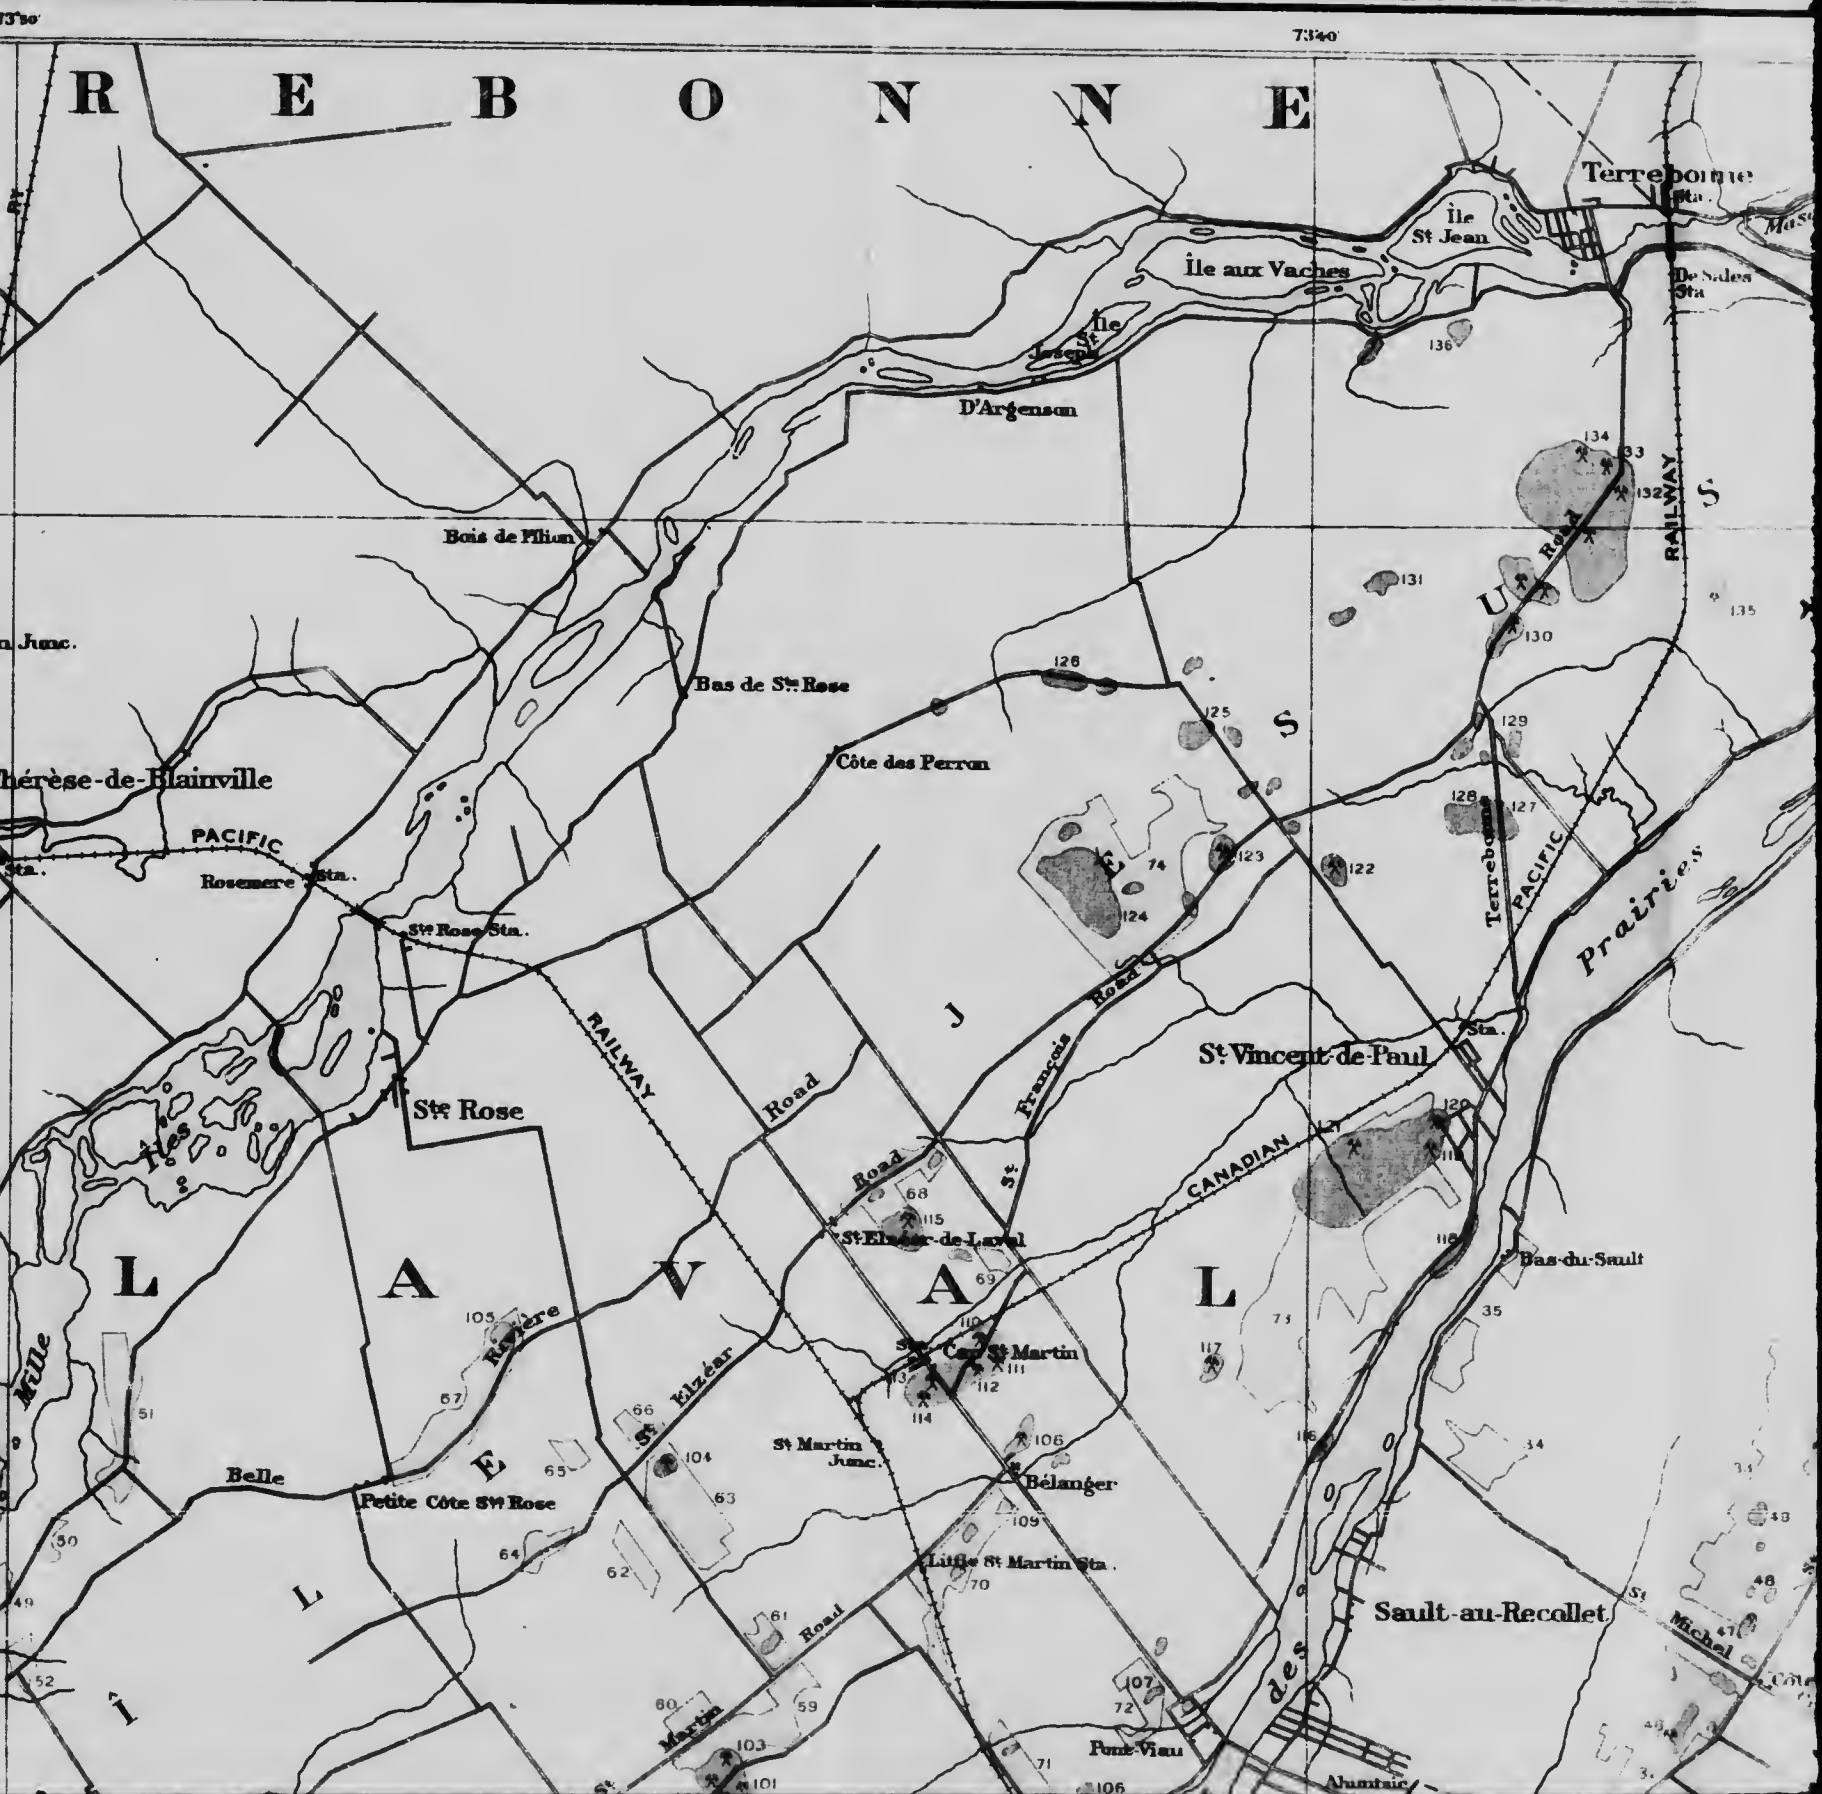 73°40'
R E B O N N E
RY
Terrebonne
Sta.
Île
St Jean
Île aux Vaches
De Sales
Sta
Île
St
Joseph
136
D'Argenson
134
133
132
RAILWAY
S
Road
Bois de Filion
131
U
130
135
n Junc.
126
Bas de Ste Rose
125
S
129
Côte des Perron
hérèse-de-Blainville
128
127
PACIFIC
74
123
E
122
Sta.
Rosemere Sta.
124
Terrebonne
PACIFIC
Prairies
Ste Rose Sta.
Road
J
RAILWAY
St Vincent-de-Paul
Sta.
Road
François
St
Ste Rose
120
Îles
CANADIAN
Road
68
115
St Elzéar-de-Laval
118
Bas-du-Sault
69
L A V A L
105
Rivière
110
73
35
Cap St Martin
111
112
117
114
Mille
67
Elzéar
St
66
51
St Martin
Junc.
108
116
34
104
65
E
Belle
Bélanger
Petite Côte Ste Rose
63
109
50
64
62
Little St Martin Sta.
70
48
49
L
61
Road
Sault-au-Recollet
St
Michel
47
52
Î
107
des
60
59
72
Martin
St
103
Pont-Viau
71
101
106